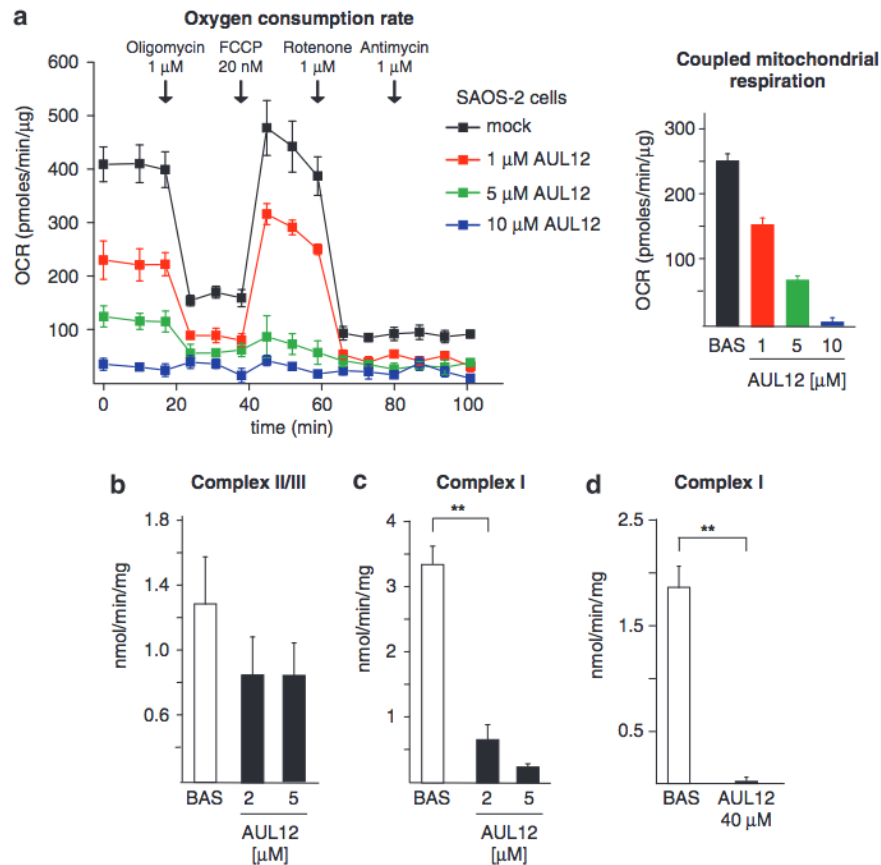 a
Oxygen consumption rate
Oligomycin
1 μM
FCCP
20 nM
Rotenone
1 μM
Antimycin
1 μM
600
500
400
300
200
100
OCR (pmoles/min/μg)
0
20
40
60
80
100
time (min)
SAOS-2 cells
mock
1 μM AUL12
5 μM AUL12
10 μM AUL12
Coupled mitochondrial
respiration
300
200
100
OCR (pmoles/min/μg)
BAS
1
5
10
AUL12 [μM]
b
Complex II/III
1.8
1.4
1.0
0.6
nmol/min/mg
BAS
2
5
AUL12
[μM]
c
Complex I
**
4
3
2
1
nmol/min/mg
BAS
2
5
AUL12
[μM]
d
Complex I
**
2.5
1.5
0.5
nmol/min/mg
BAS
AUL12
40 μM